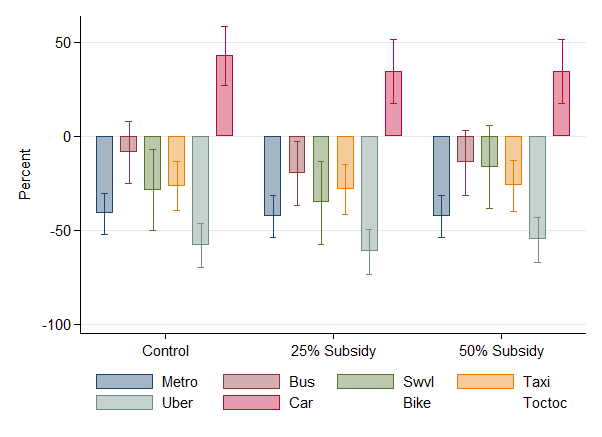 50
0
-50
-100
Percent
Control 25% Subsidy 50% Subsidy
Metro Bus Swvl Taxi
Uber Car Bike Toctoc